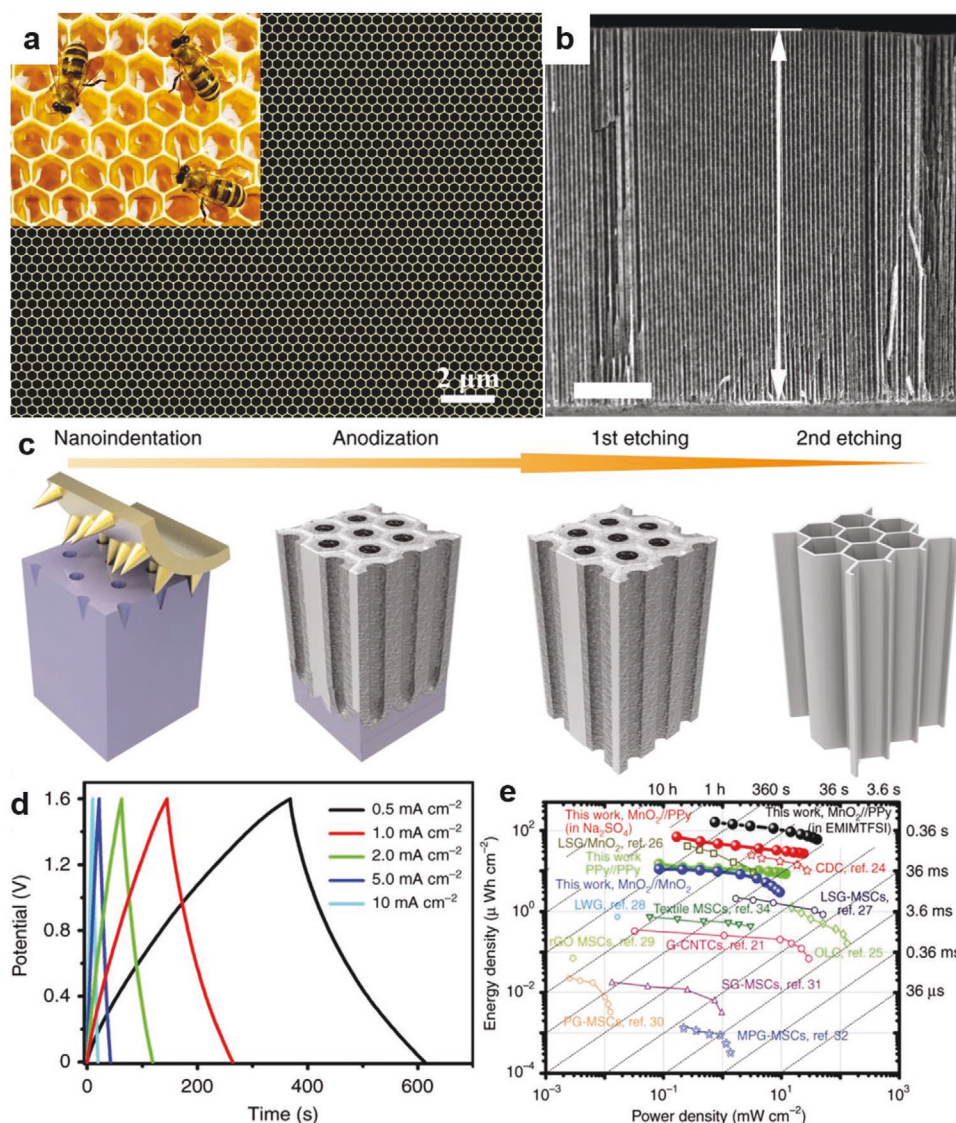 a
b
2 μm
c
Nanoindentation
Anodization
1st etching
2nd etching
d
1.6
1.2
0.8
0.4
0
Potential (V)
0
200
400
600
Time (s)
0.5 mA cm⁻²
1.0 mA cm⁻²
2.0 mA cm⁻²
5.0 mA cm⁻²
10 mA cm⁻²
e
10 h
1 h
360 s
36 s
3.6 s
0.36 s
36 ms
3.6 ms
0.36 ms
36 μs
10²
10⁰
10⁻²
10⁻⁴
Energy density (μ Wh cm⁻²)
10⁻³
10⁻¹
10¹
10³
Power density (mW cm⁻²)
This work, MnO₂//PPy
(in Na₂SO₄)
This work, MnO₂//PPy
(in EMIMTFSI)
LSG/MnO₂, ref. 26
This work
PPy//PPy
CDC, ref. 24
This work, MnO₂//MnO₂
LSG-MSCs,
ref. 27
LWG, ref. 28
Textile MSCs, ref. 34
rGO MSCs, ref. 29
G-CNTCs, ref. 21
OLC, ref. 25
SG-MSCs, ref. 31
PG-MSCs, ref. 30
MPG-MSCs, ref. 32